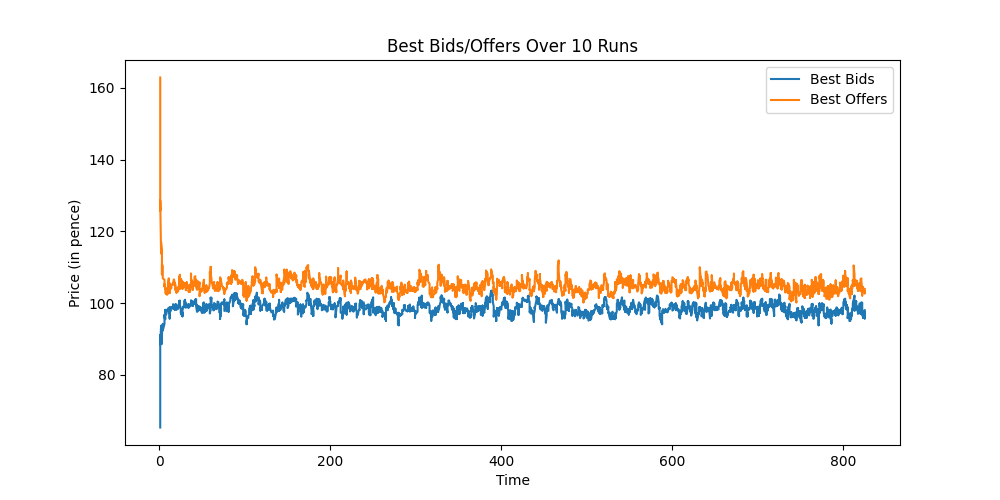 Best Bids/Offers Over 10 Runs
Best Bids
Best Offers
160
140
120
100
80
Price (in pence)
0 200 400 600 800
Time